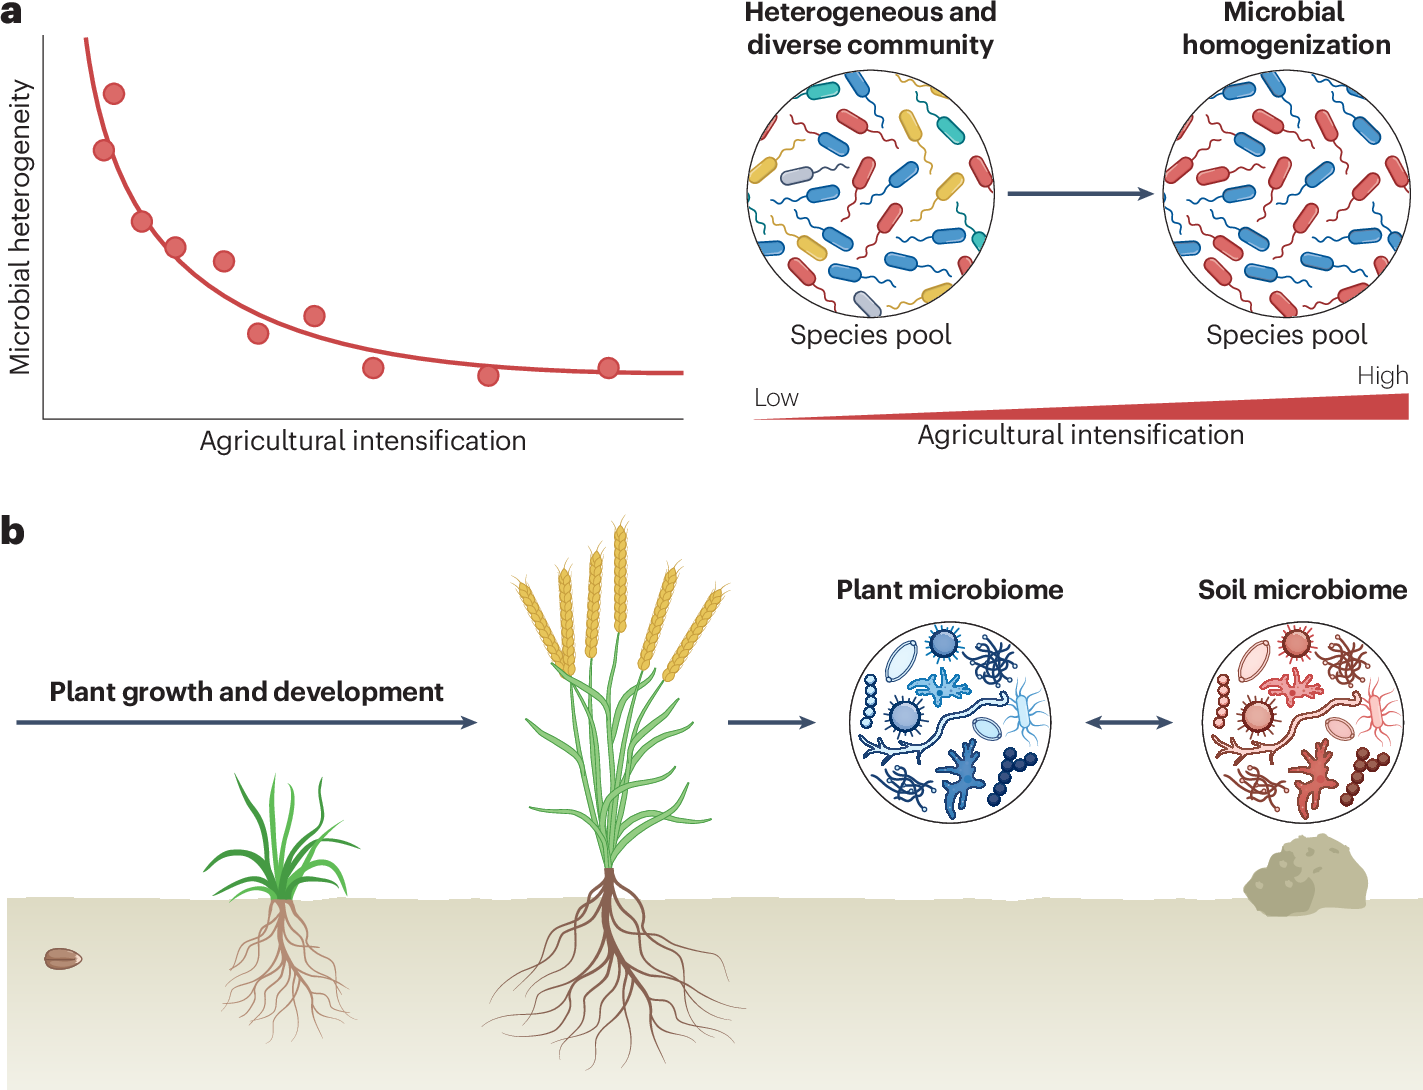 a
Microbial heterogeneity
Agricultural intensification
Heterogeneous and
diverse community
Species pool
Microbial
homogenization
Species pool
Low
High
Agricultural intensification
b
Plant growth and development
Plant microbiome
Soil microbiome